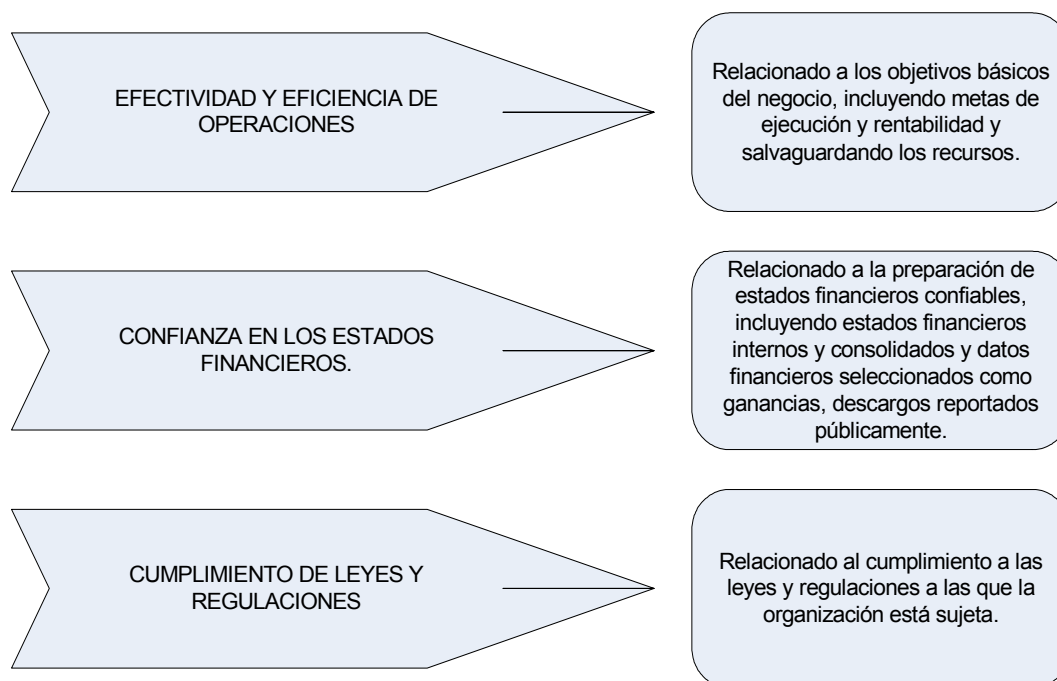 EFECTIVIDAD Y EFICIENCIA DE
OPERACIONES
Relacionado a los objetivos básicos
del negocio, incluyendo metas de
ejecución y rentabilidad y
salvaguardando los recursos.
CONFIANZA EN LOS ESTADOS
FINANCIEROS.
Relacionado a la preparación de
estados financieros confiables,
incluyendo estados financieros
internos y consolidados y datos
financieros seleccionados como
ganancias, descargos reportados
públicamente.
CUMPLIMIENTO DE LEYES Y
REGULACIONES
Relacionado al cumplimiento a las
leyes y regulaciones a las que la
organización está sujeta.